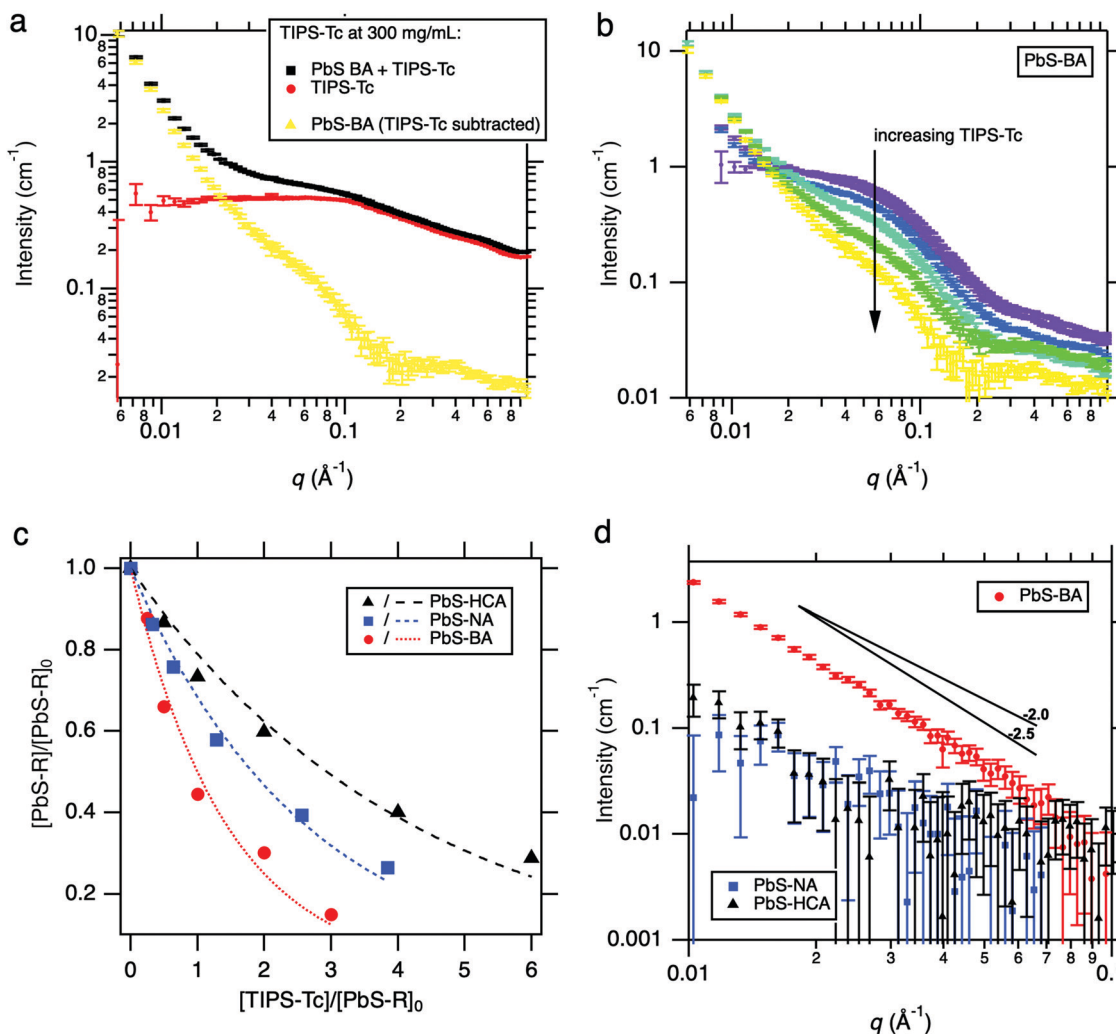 a
TIPS-Tc at 300 mg/mL:
PbS BA + TIPS-Tc
TIPS-Tc
PbS-BA (TIPS-Tc subtracted)
Intensity (cm⁻¹)
10
8
6
4
2
1
8
6
4
2
0.1
8
6
4
2
6 8 0.01 2 4 6 8 0.1 2 4 6 8
q (Å⁻¹)
b
PbS-BA
increasing TIPS-Tc
Intensity (cm⁻¹)
10
1
0.1
0.01
6 8 0.01 2 4 6 8 0.1 2 4 6 8
q (Å⁻¹)
c
PbS-HCA
PbS-NA
PbS-BA
[PbS-R]/[PbS-R]₀
1.0
0.8
0.6
0.4
0.2
0 1 2 3 4 5 6
[TIPS-Tc]/[PbS-R]₀
d
PbS-BA
-2.0
-2.5
PbS-NA
PbS-HCA
Intensity (cm⁻¹)
1
0.1
0.01
0.001
0.01 2 3 4 5 6 7 8 9 0.
q (Å⁻¹)